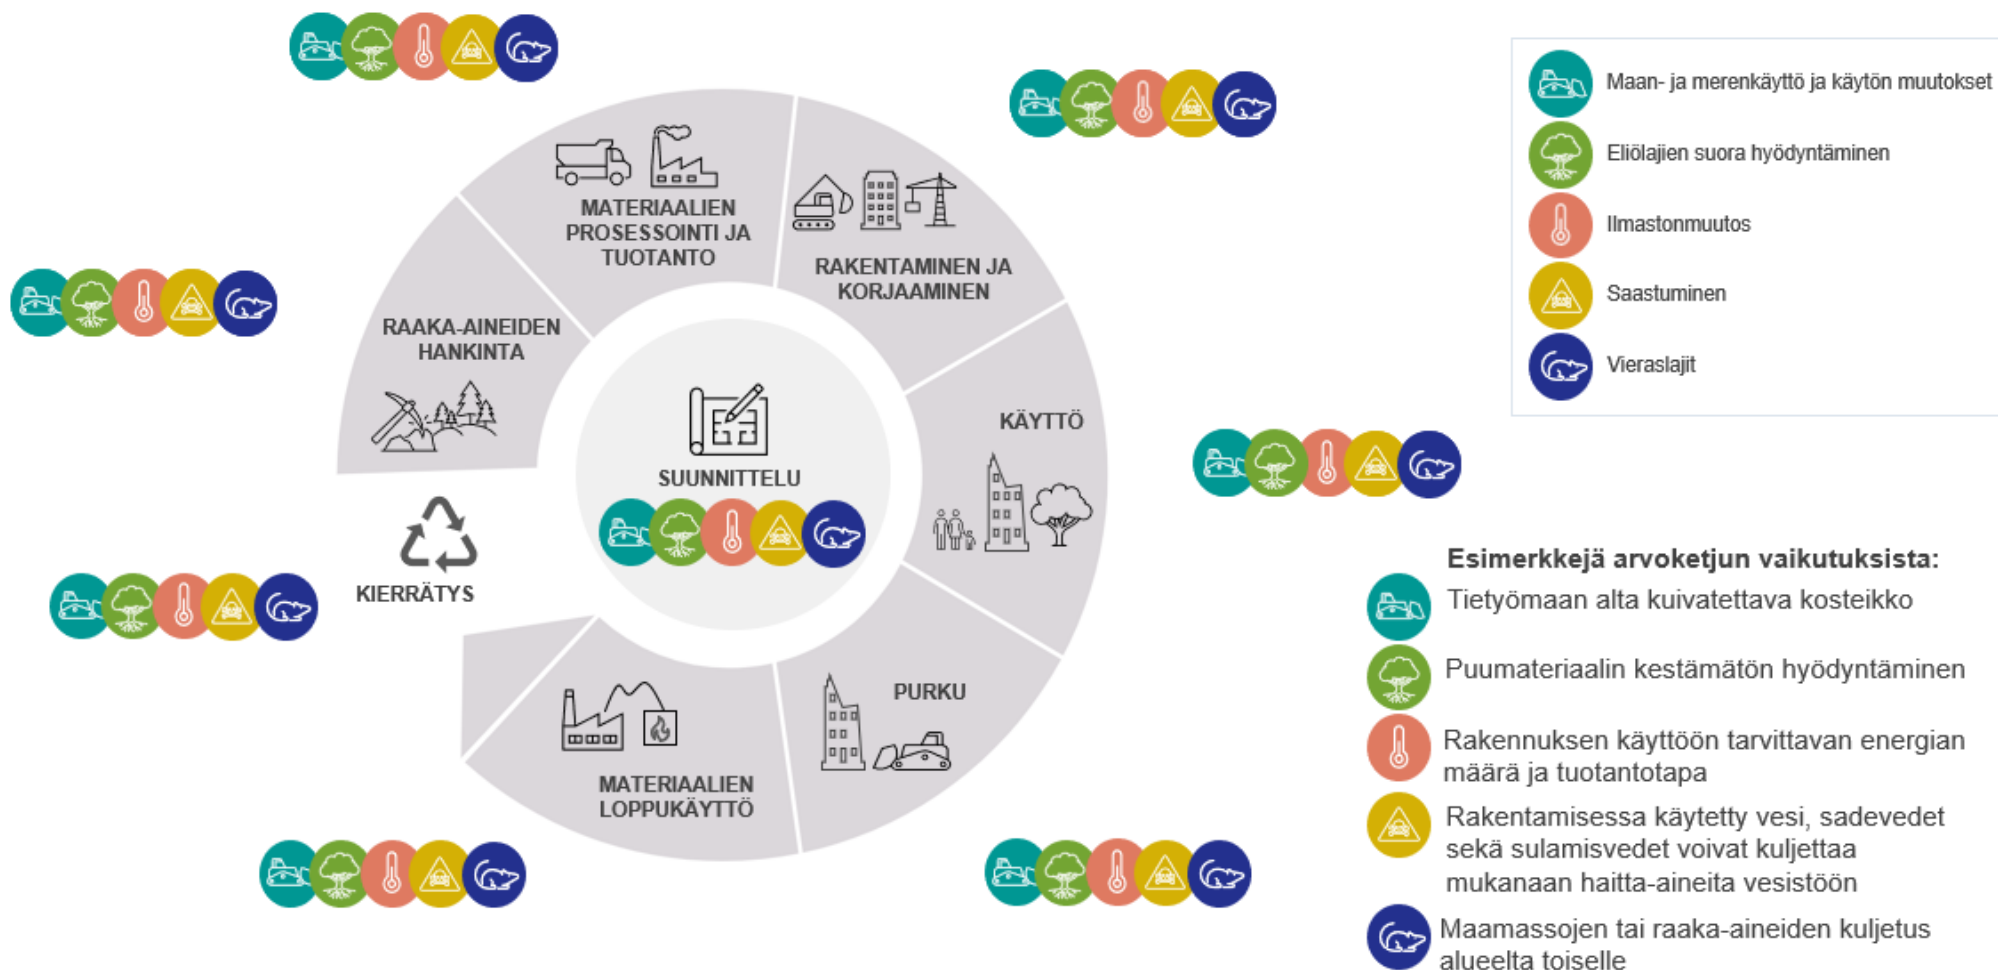 MATERIAALIEN
PROSESSOINTI JA
TUOTANTO
RAKENTAMINEN JA
KORJAAMINEN
RAAKA-AINEIDEN
HANKINTA
KÄYTTÖ
SUUNNITTELU
KIERRÄTYS
PURKU
MATERIAALIEN
LOPPUKÄYTTÖ
Maan- ja merenkäyttö ja käytön muutokset
Eliölajien suora hyödyntäminen
Ilmastonmuutos
Saastuminen
Vieraslajit
Esimerkkejä arvoketjun vaikutuksista:
Tietyömaan alta kuivatettava kosteikko
Puumateriaalin kestämätön hyödyntäminen
Rakennuksen käyttöön tarvittavan energian
määrä ja tuotantotapa
Rakentamisessa käytetty vesi, sadevedet
sekä sulamisvedet voivat kuljettaa
mukanaan haitta-aineita vesistöön
Maamassojen tai raaka-aineiden kuljetus
alueelta toiselle